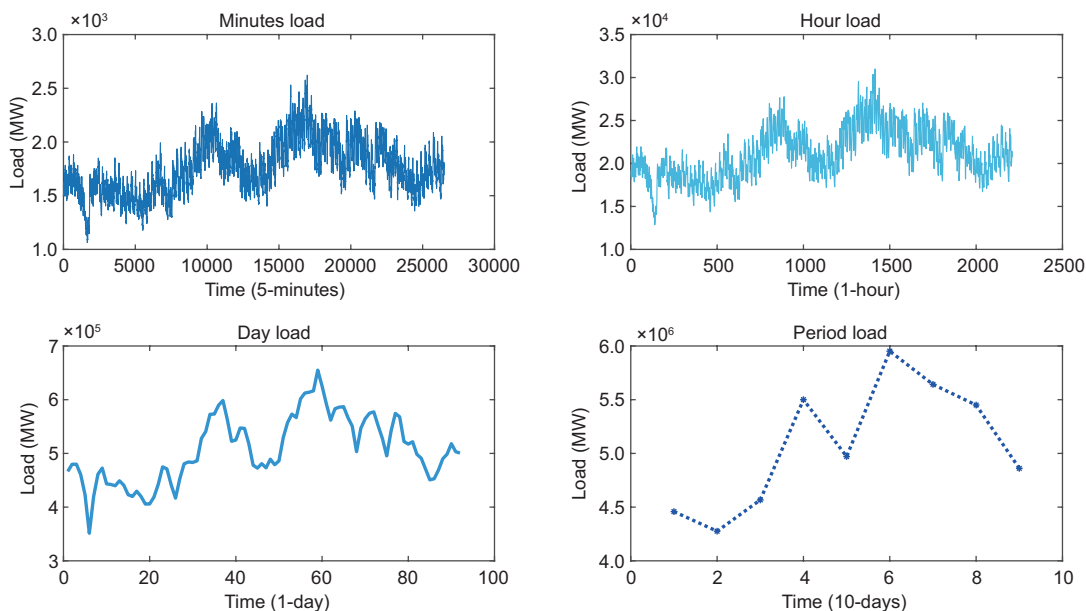 Minutes load
×10³
3.0
2.5
2.0
1.5
1.0
Load (MW)
0 5000 10000 15000 20000 25000 30000
Time (5-minutes)
Hour load
×10⁴
3.5
3.0
2.5
2.0
1.5
1.0
Load (MW)
0 500 1000 1500 2000 2500
Time (1-hour)
Day load
×10⁵
7
6
5
4
3
Load (MW)
0 20 40 60 80 100
Time (1-day)
Period load
×10⁶
6.0
5.5
5.0
4.5
4.0
Load (MW)
0 2 4 6 8 10
Time (10-days)